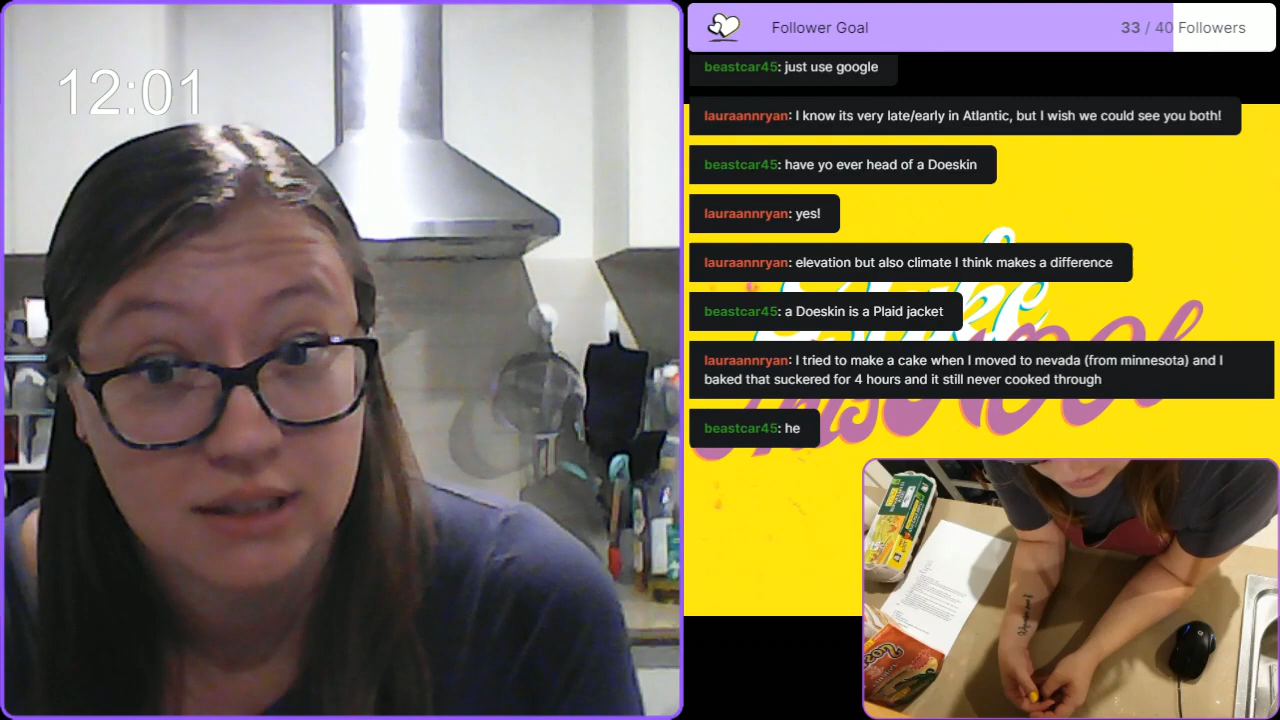 12:01
Follower Goal
33 / 40 Followers
beastcar45: just use google
lauraannryan: I know its very late/early in Atlantic, but I wish we could see you both!
beastcar45: have yo ever head of a Doeskin
lauraannryan: yes!
lauraannryan: elevation but also climate I think makes a difference
beastcar45: a Doeskin is a Plaid jacket
lauraannryan: I tried to make a cake when I moved to nevada (from minnesota) and I
baked that suckered for 4 hours and it still never cooked through
beastcar45: he